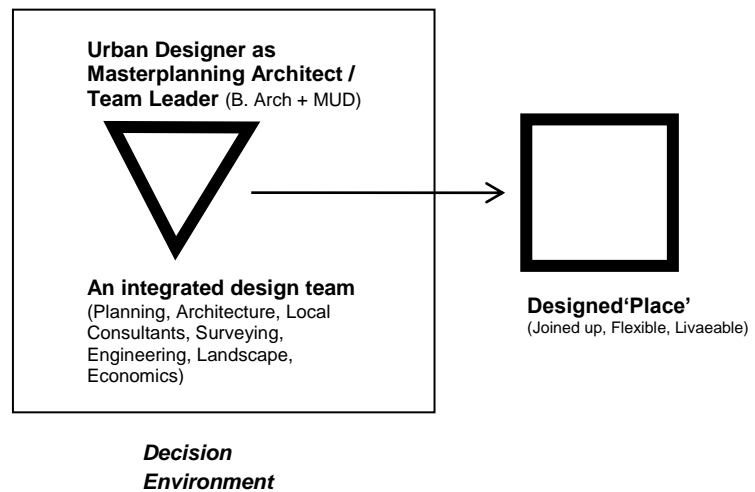 Urban Designer as
Masterplanning Architect /
Team Leader (B. Arch + MUD)
An integrated design team
(Planning, Architecture, Local
Consultants, Surveying,
Engineering, Landscape,
Economics)
Designed‘Place’
(Joined up, Flexible, Livaeable)
Decision
Environment